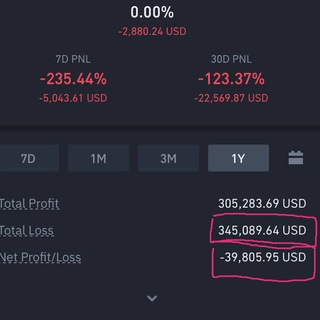 0.00%
-2,880.24 USD
7D PNL 30D PNL
-235.44% -123.37%
-5,043.61 USD -22,569.87 USD
7D 1M 3M 1Y
Total Profit 305,283.69 USD
Total Loss 345,089.64 USD
Net Profit/Loss -39,805.95 USD